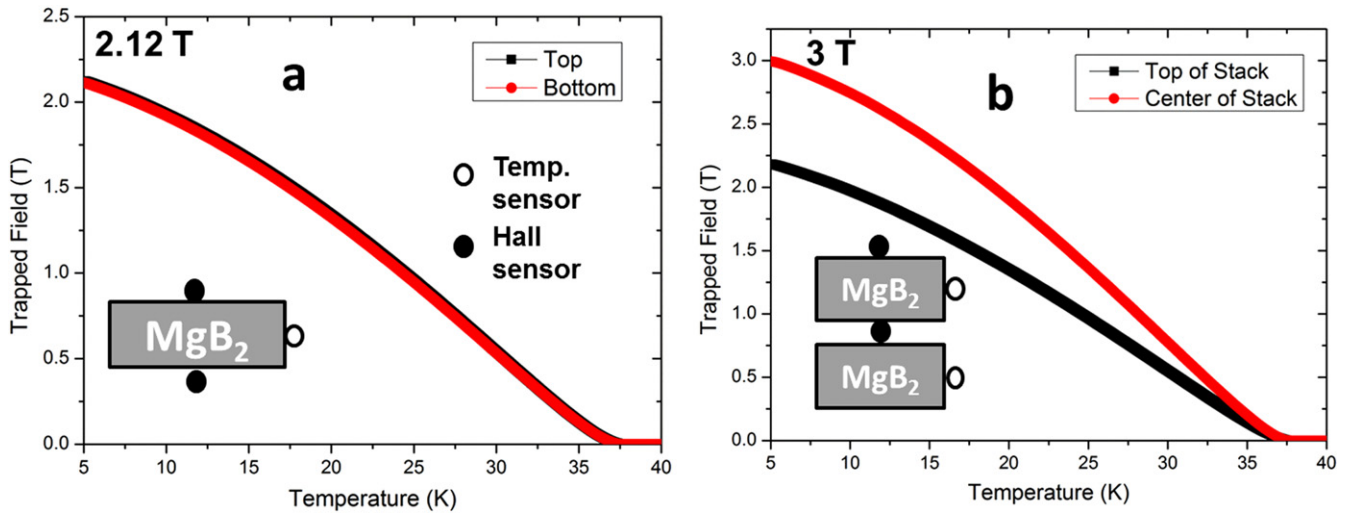 2.12 T
a
Top
Bottom
Temp.
sensor
Hall
sensor
MgB₂
Trapped Field (T)
2.5
2.0
1.5
1.0
0.5
0.0
5 10 15 20 25 30 35 40
Temperature (K)
3 T
b
Top of Stack
Center of Stack
MgB₂
MgB₂
Trapped Field (T)
3.0
2.5
2.0
1.5
1.0
0.5
0.0
5 10 15 20 25 30 35 40
Temperature (K)